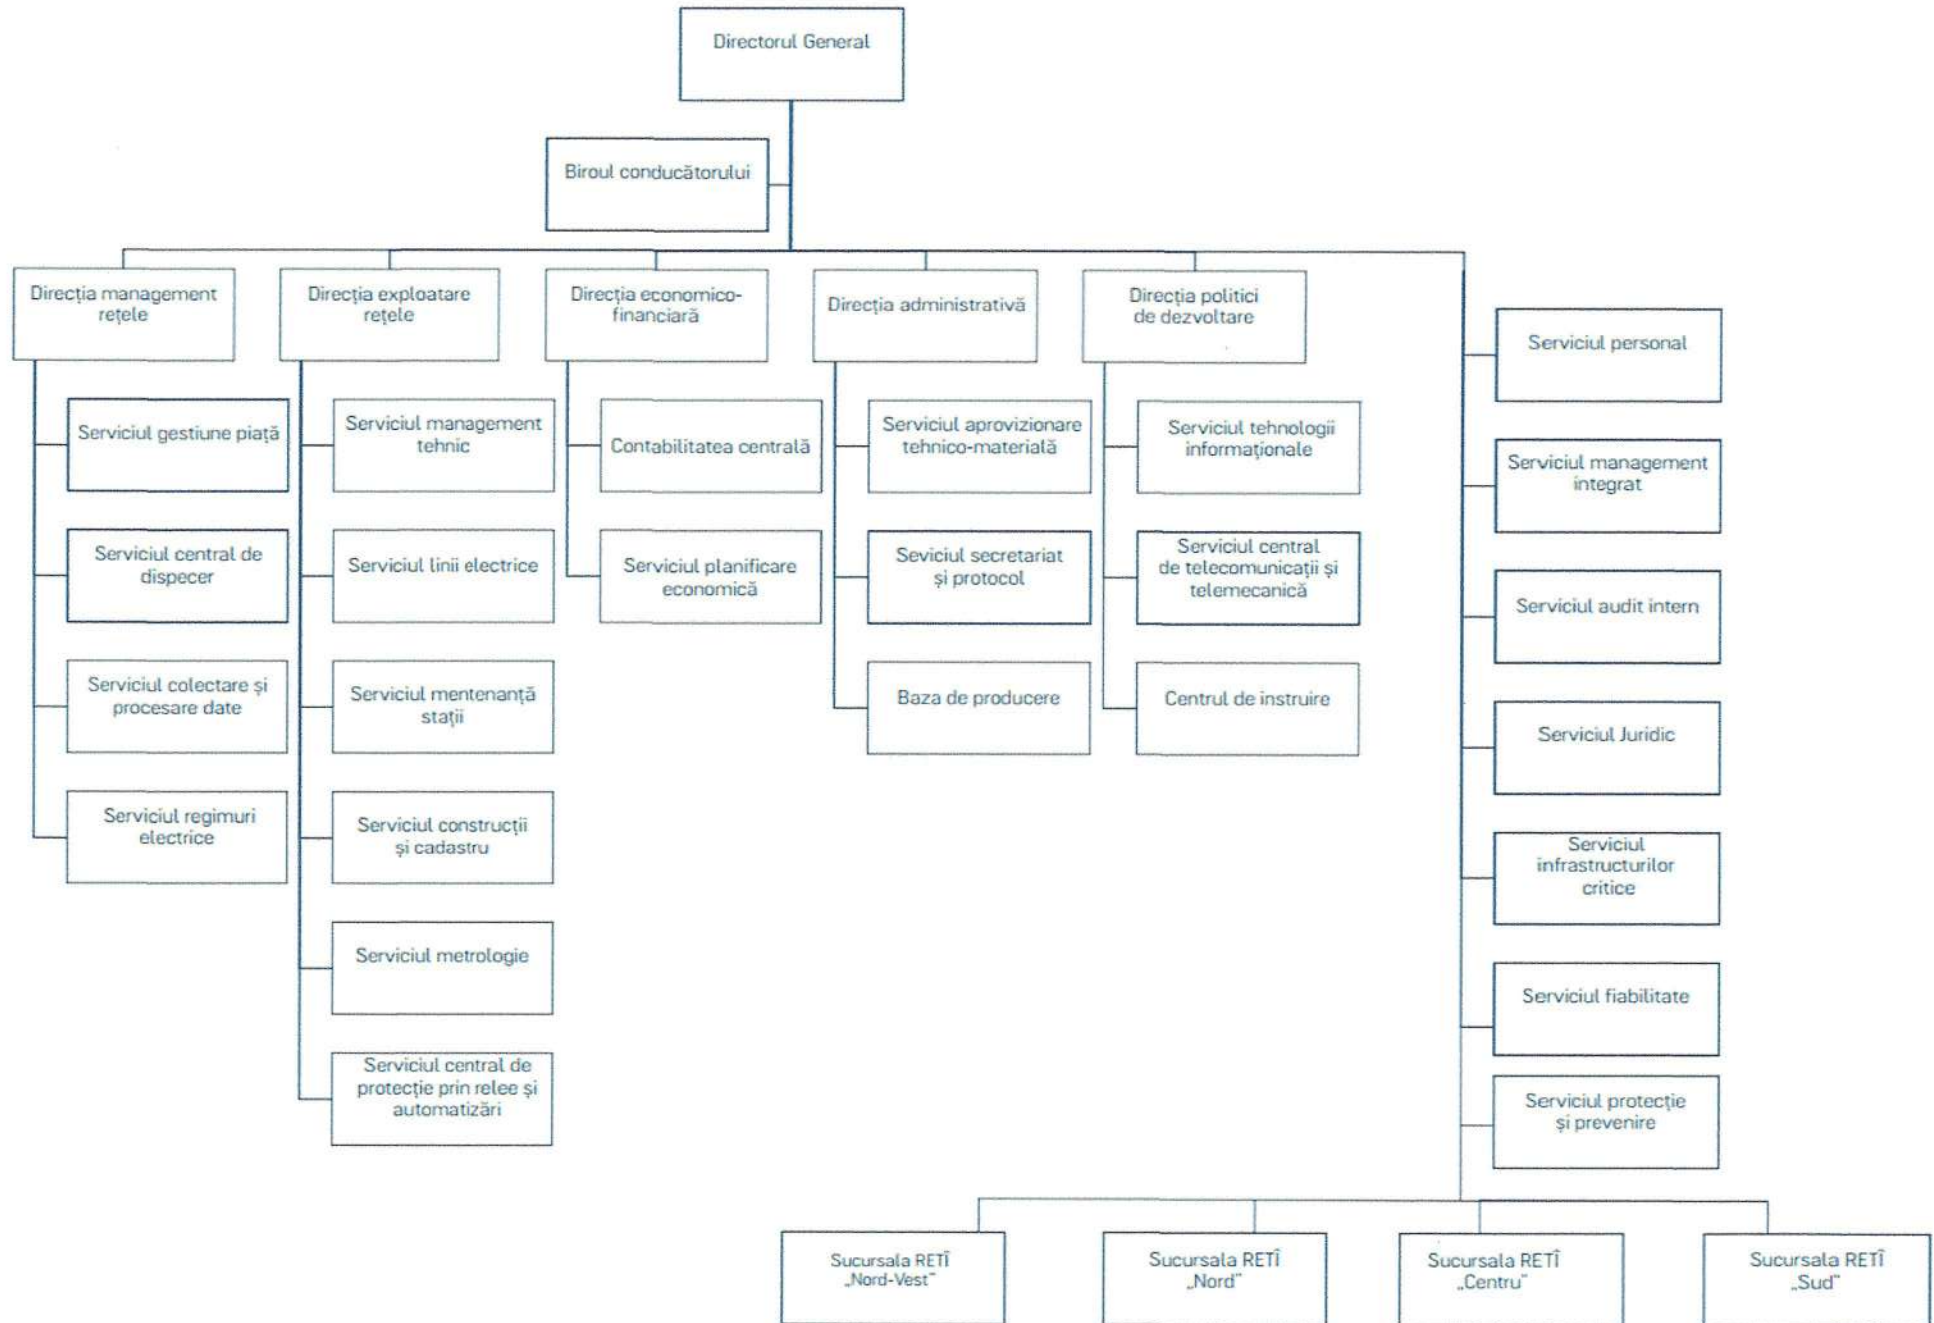 Directorul General
Biroul conducătorului
Direcția management
rețele
Serviciul gestiune piață
Serviciul central de
dispecer
Serviciul colectare și
procesare date
Serviciul regimuri
electrice
Direcția exploatare
rețele
Serviciul management
tehnic
Serviciul linii electrice
Serviciul mentenanță
stații
Serviciul construcții
și cadastru
Serviciul metrologie
Serviciul central de
protecție prin relee și
automatizări
Direcția economico-
financiară
Contabilitatea centrală
Serviciul planificare
economică
Direcția administrativă
Serviciul aprovizionare
tehnico-materială
Seviciul secretariat
și protocol
Baza de producere
Direcția politici
de dezvoltare
Serviciul tehnologii
informaționale
Serviciul central
de telecomunicații și
telemecanică
Centrul de instruire
Serviciul personal
Serviciul management
integrat
Serviciul audit intern
Serviciul Juridic
Serviciul
infrastructurilor
critice
Serviciul fiabilitate
Serviciul protecție
și prevenire
Sucursala RETÎ
„Nord-Vest”
Sucursala RETÎ
„Nord”
Sucursala RETÎ
„Centru”
Sucursala RETÎ
„Sud”